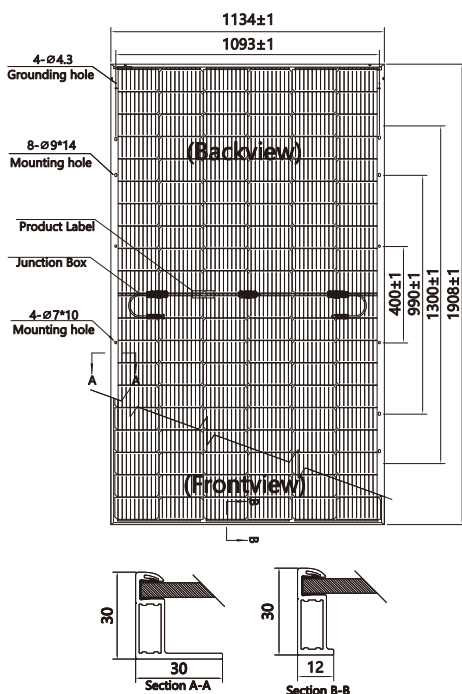 1134±1
1093±1
4-Ø4.3
Grounding hole
(Backview)
8-Ø9*14
Mounting hole
Product Label
Junction Box
4-Ø7*10
Mounting hole
400±1
990±1
1300±1
1908±1
A
A
(Frontview)
B
B
30
30
Section A-A
30
12
Section B-B